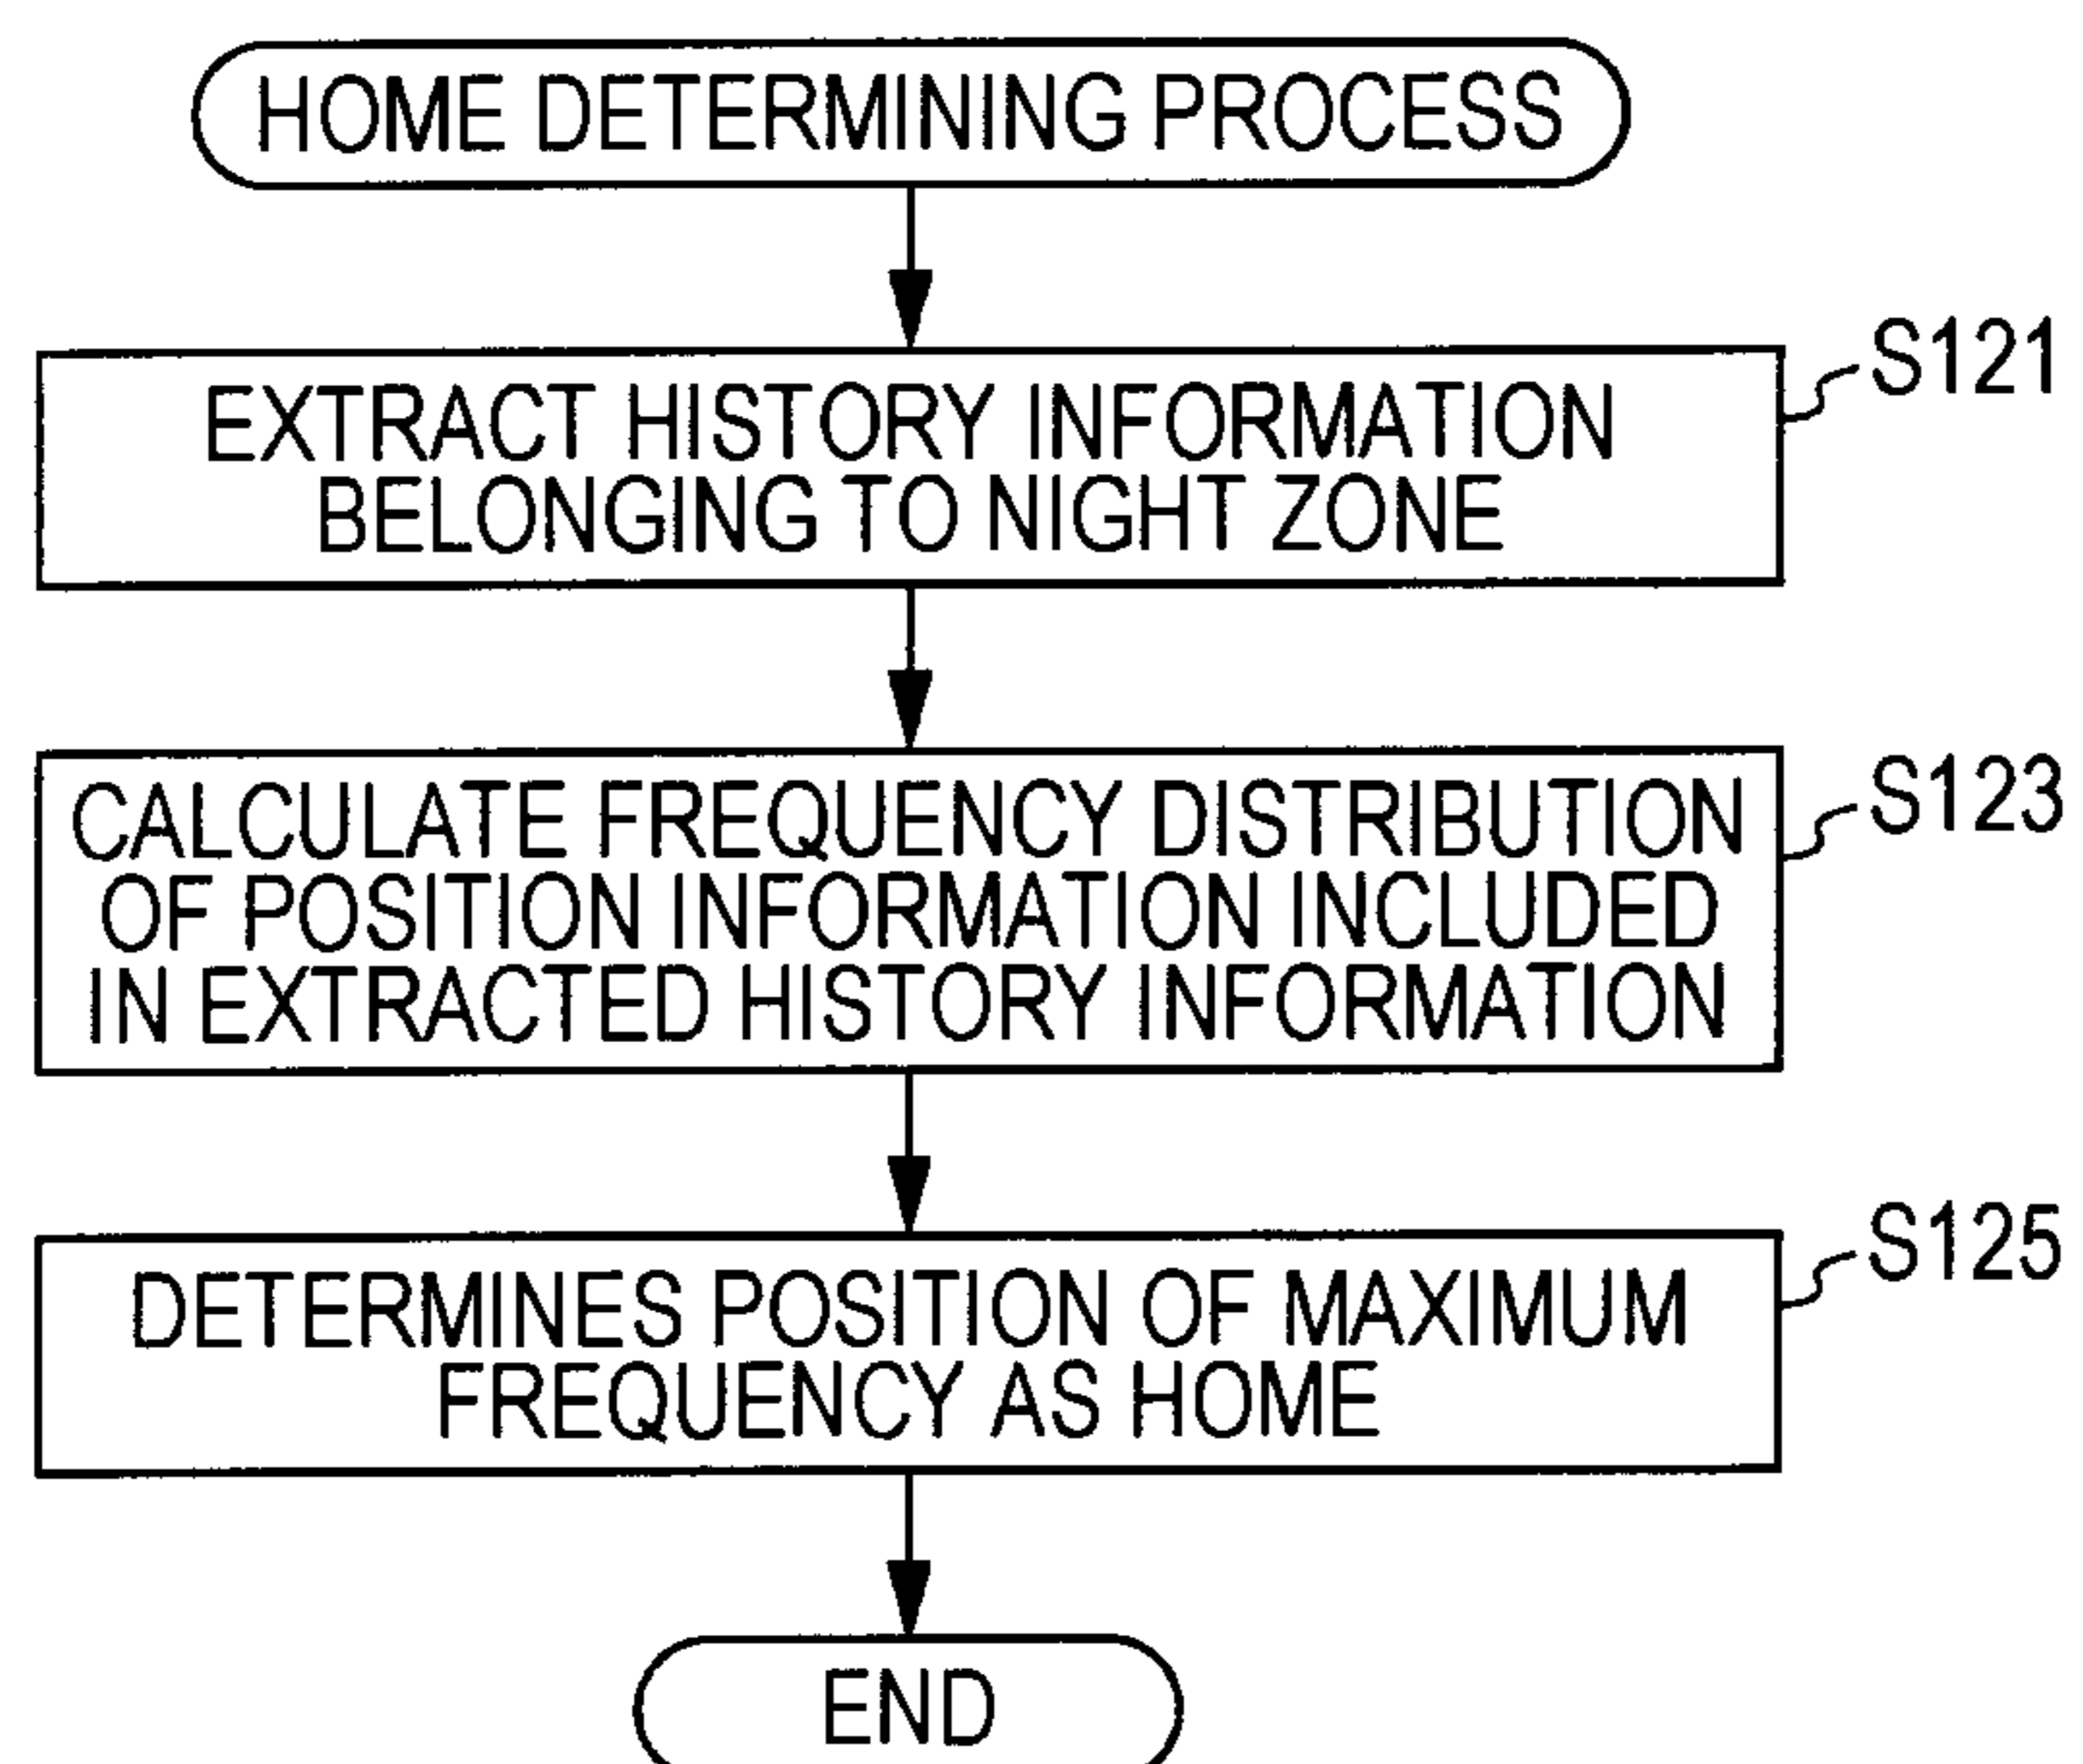 HOME DETERMINING PROCESS
S121
EXTRACT HISTORY INFORMATION
BELONGING TO NIGHT ZONE
S123
CALCULATE FREQUENCY DISTRIBUTION
OF POSITION INFORMATION INCLUDED
IN EXTRACTED HISTORY INFORMATION
S125
DETERMINES POSITION OF MAXIMUM
FREQUENCY AS HOME
END